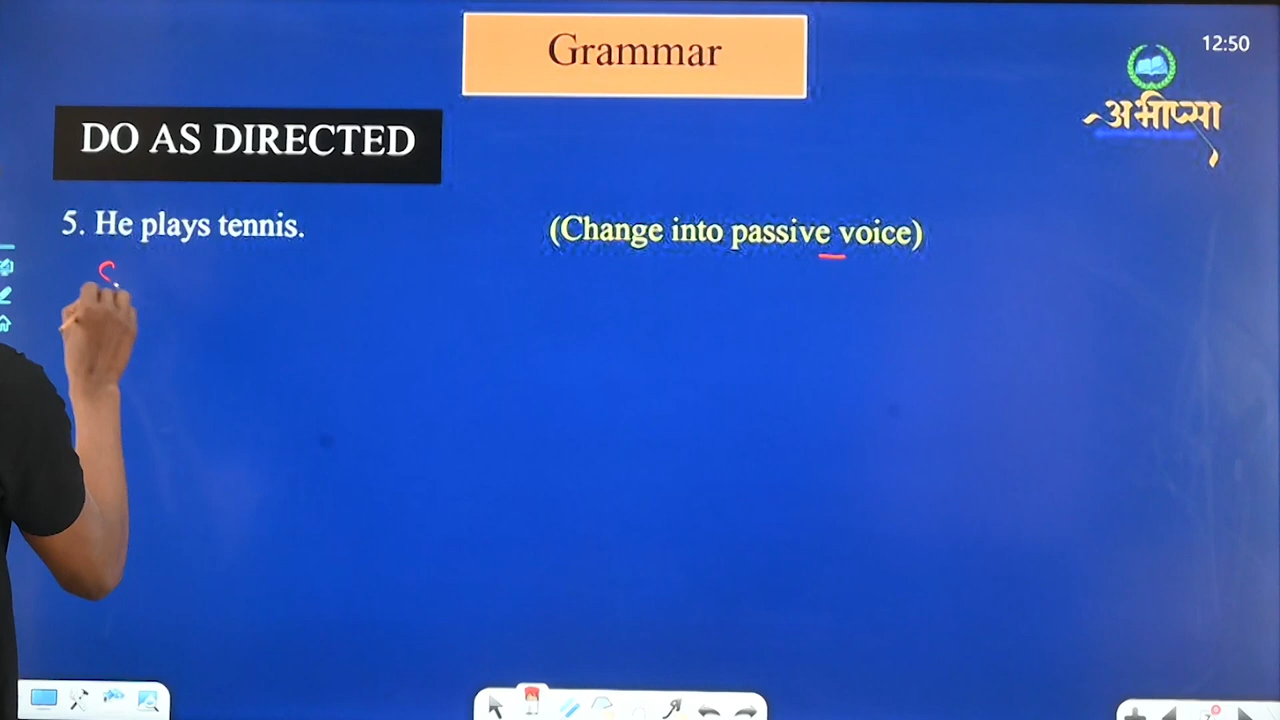 Grammar
12:50
अभीप्सा
DO AS DIRECTED
5. He plays tennis. (Change into passive voice)
S